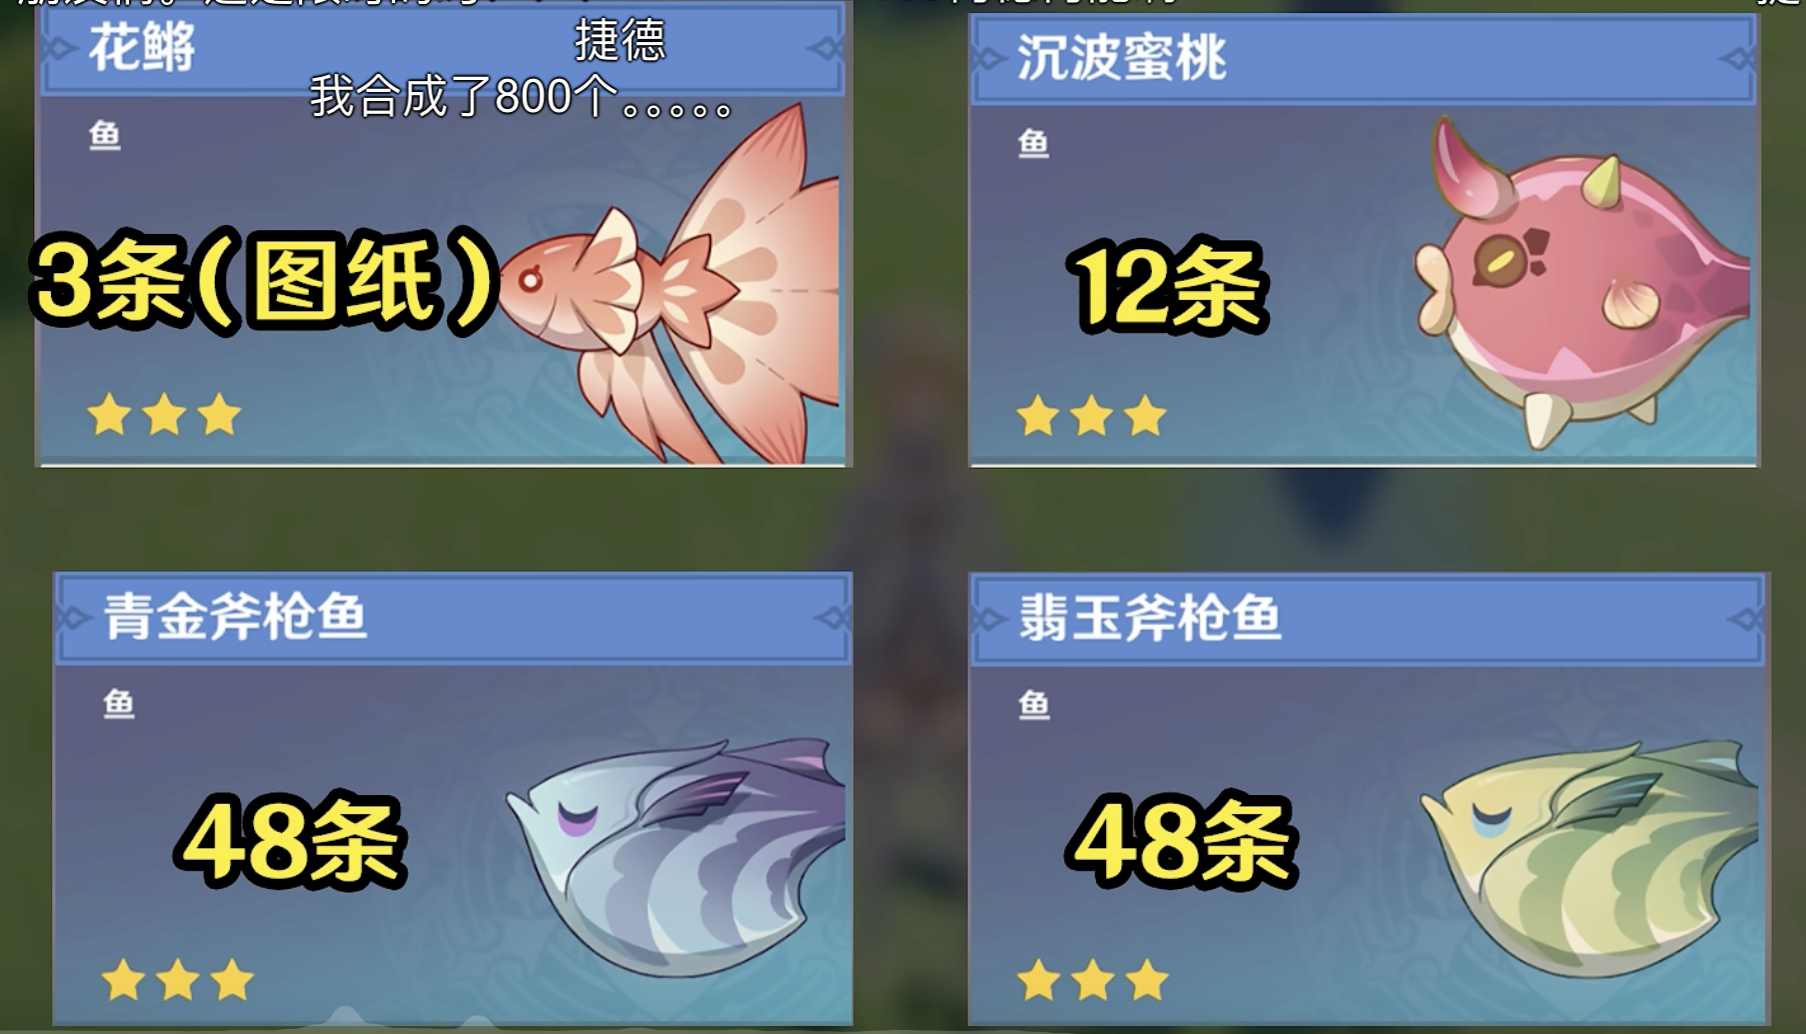 花鳉
捷德
我合成了800个。。。。。
鱼
3条(图纸)
沉波蜜桃
鱼
12条
青金斧枪鱼
鱼
48条
翡玉斧枪鱼
鱼
48条